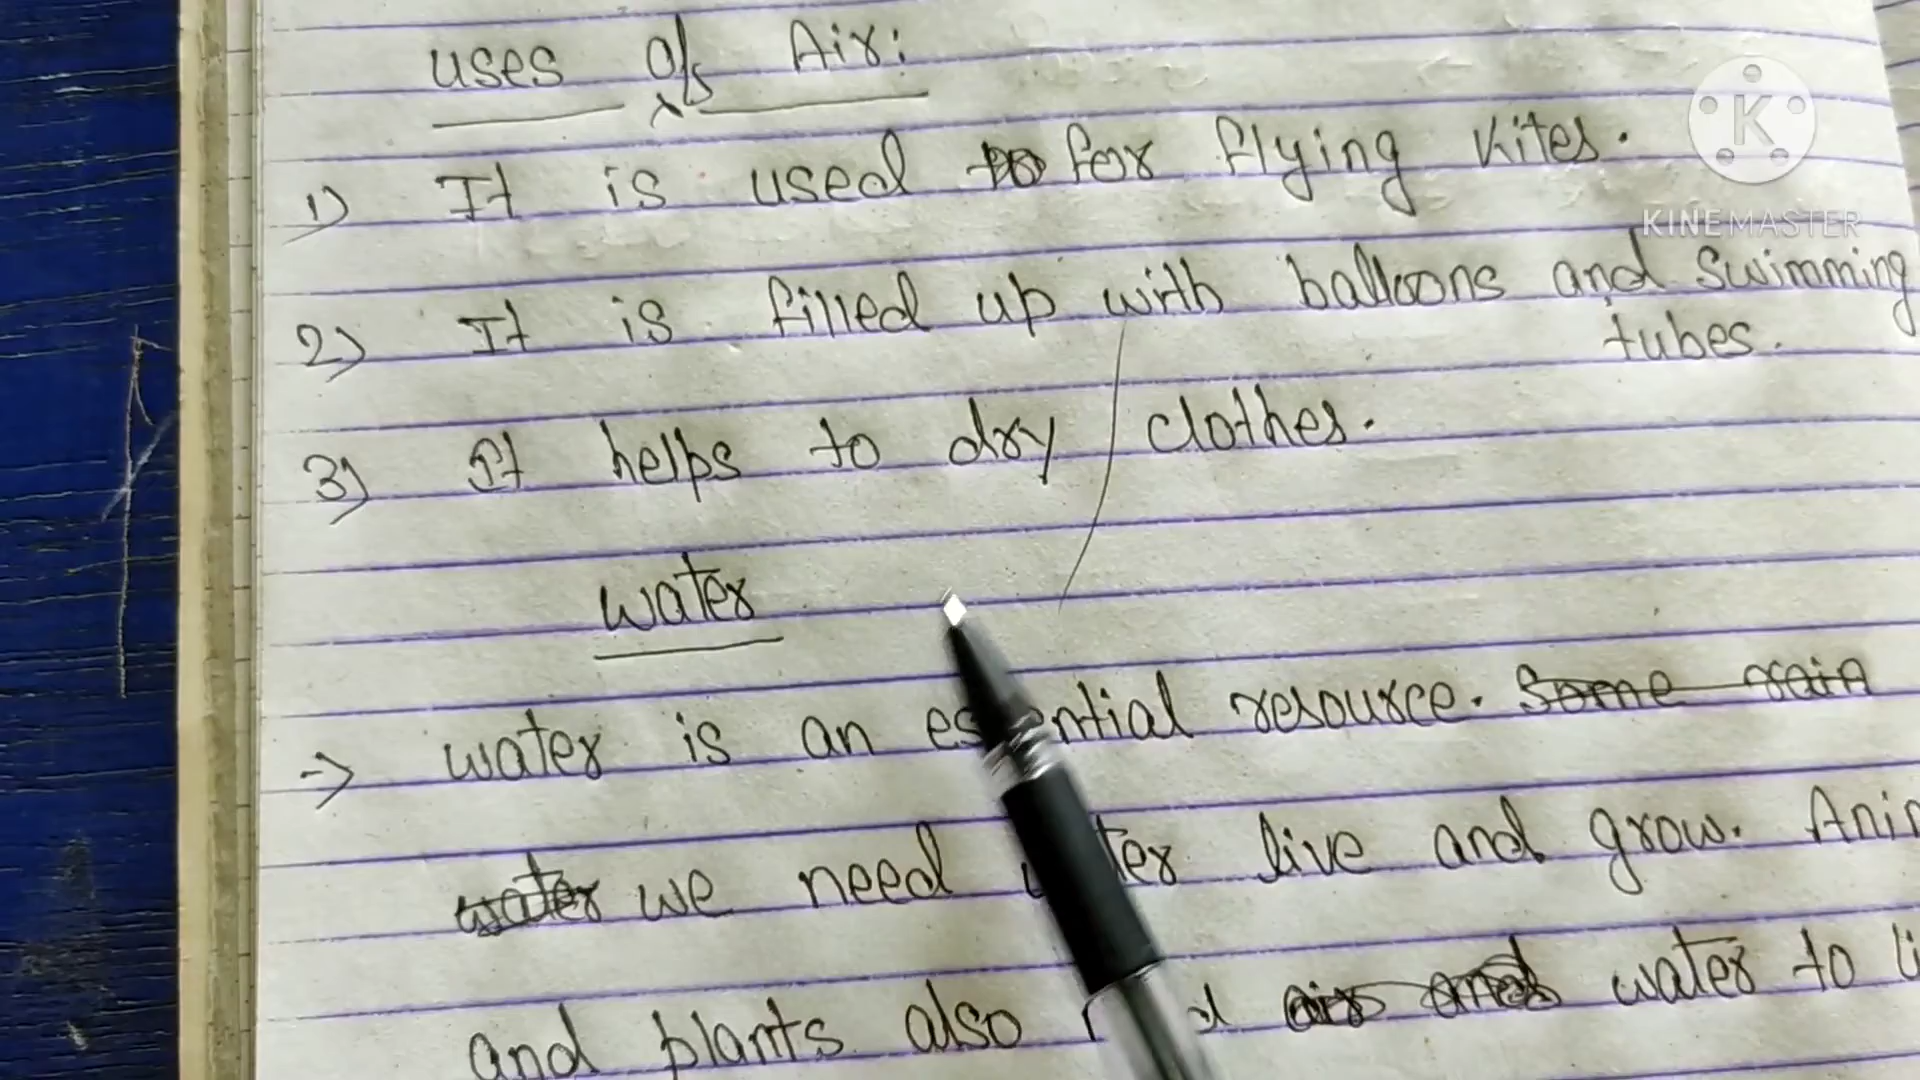 uses of Air:
1) It is used for flying kites.
K
KINEMASTER
2) It is filled up with balloons and swimming
tubes.
3) It helps to dry clothes.
water
-> water is an essential resource. Some rain
water we need water live and grow. Anim
and plants also water to li